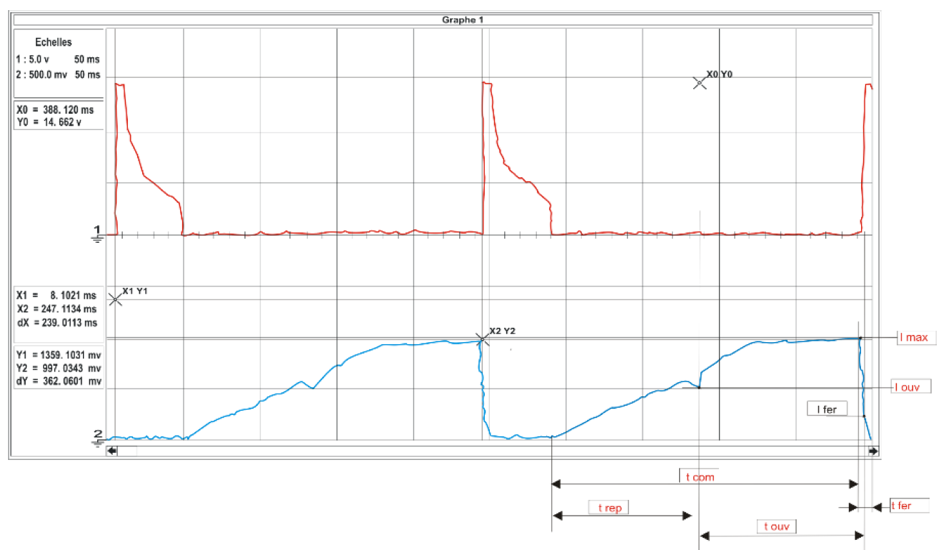 Graphe 1
Echelles
1 : 5.0 v 50 ms
2 : 500.0 mv 50 ms
X0 = 388. 120 ms
Y0 = 14. 662 v
X0 Y0
1
X1 = 8. 1021 ms
X2 = 247. 1134 ms
dX = 239. 0113 ms
X1 Y1
Y1 = 1359. 1031 mv
Y2 = 997. 0343 mv
dY = 362. 0601 mv
X2 Y2
I max
I ouv
I fer
2
t com
t rep
t fer
t ouv